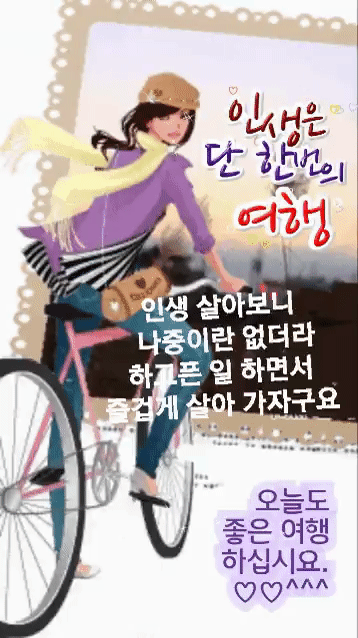 인생은
단 한번의
여행
인생 살아보니
나중이란 없더라
하고픈 일 하면서
즐겁게 살아 가자구요
오늘도
좋은 여행
하십시요.
♡♡^^^